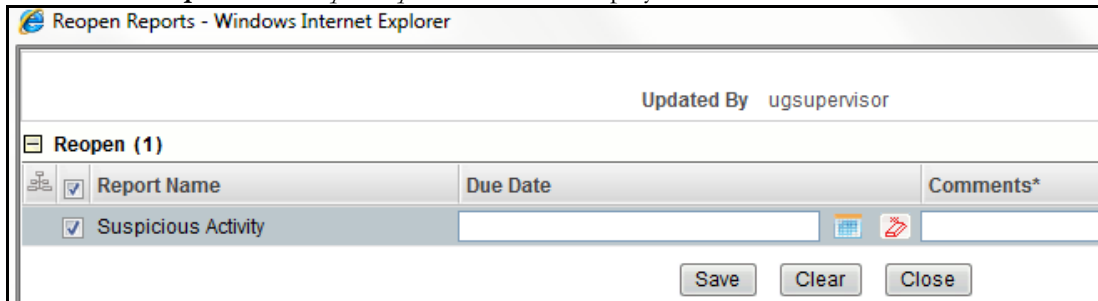 Reopen Reports - Windows Internet Explorer
Updated By ugsupervisor
Reopen (1)
Report Name Due Date Comments*
Suspicious Activity
Save Clear Close